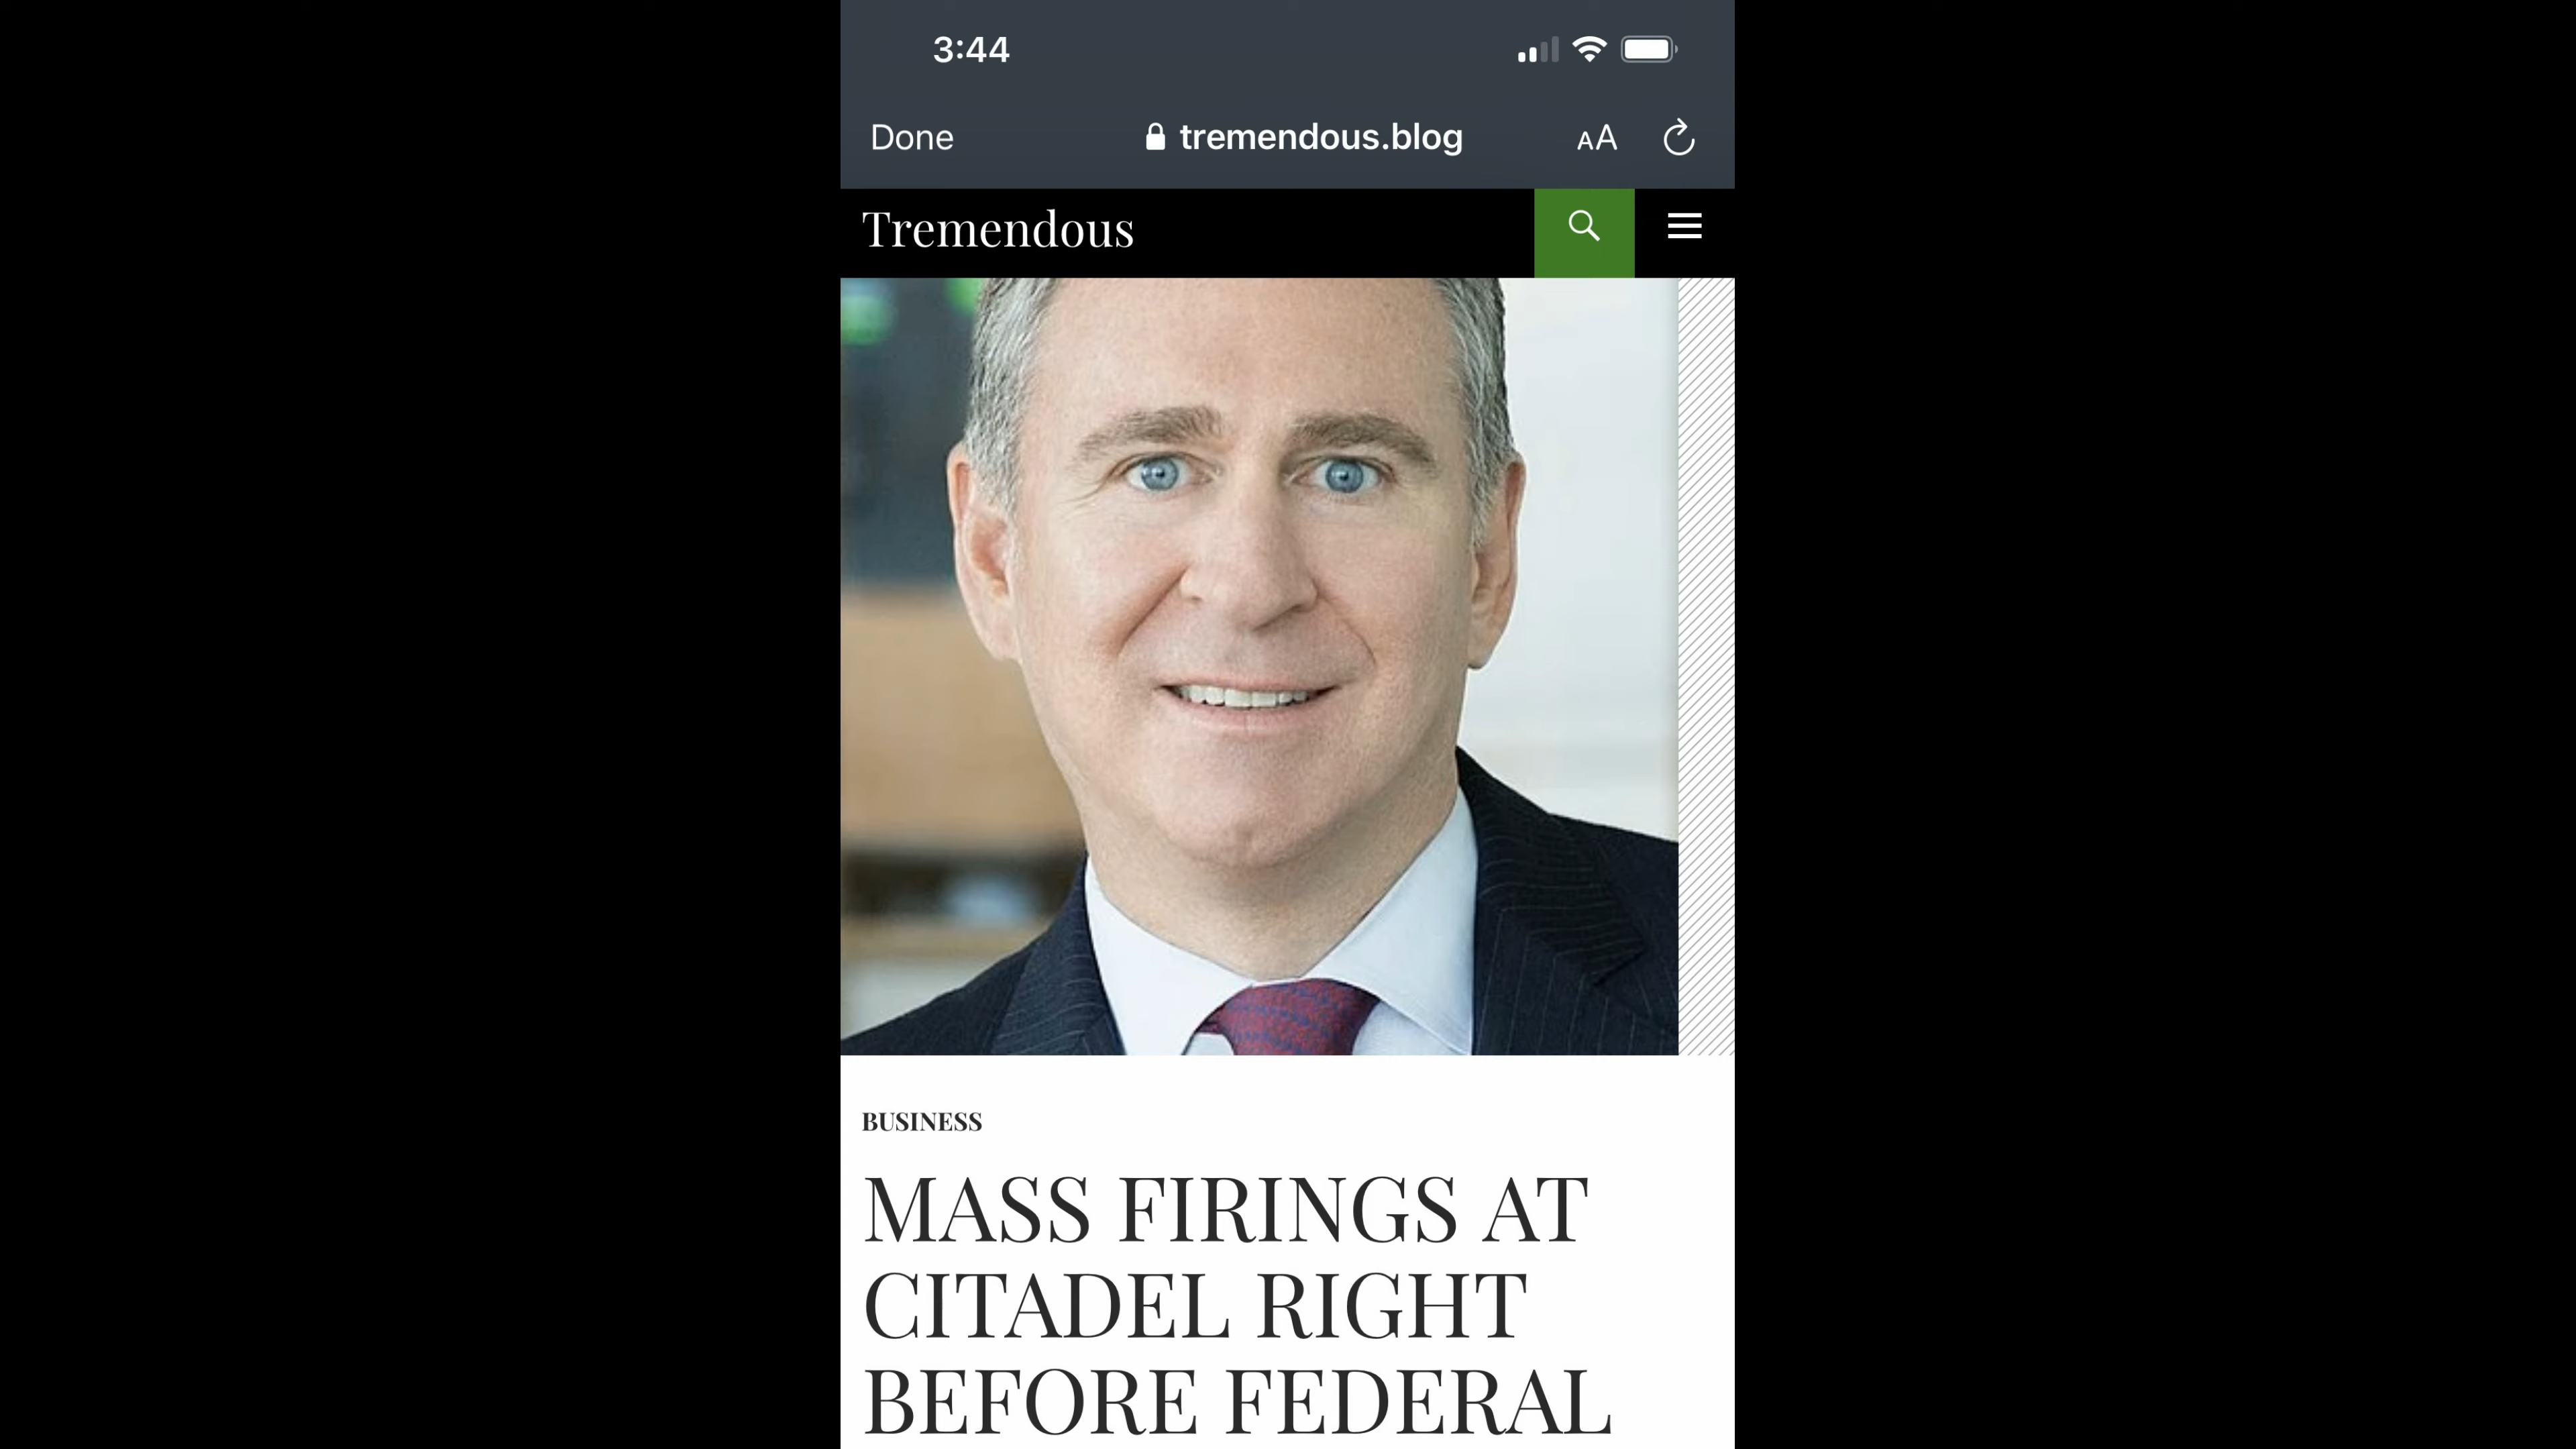 3:44
Done tremendous.blog AA
Tremendous
BUSINESS
MASS FIRINGS AT
CITADEL RIGHT
BEFORE FEDERAL